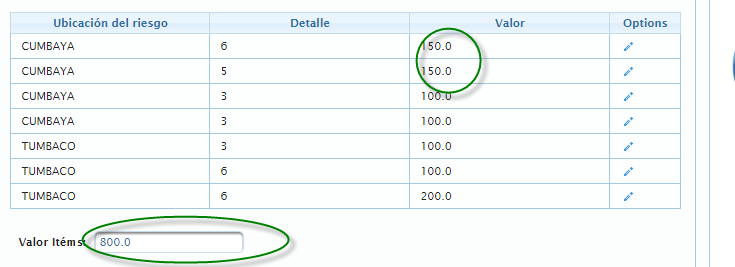 Ubicación del riesgo Detalle Valor Options
CUMBAYA 6 150.0
CUMBAYA 5 150.0
CUMBAYA 3 100.0
CUMBAYA 3 100.0
TUMBACO 3 100.0
TUMBACO 6 100.0
TUMBACO 6 200.0
Valor Itéms: 800.0